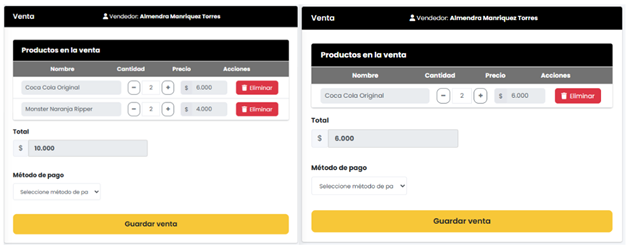 Venta
Vendedor: Almendra Manríquez Torres
Productos en la venta
Nombre Cantidad Precio Acciones
Coca Cola Original − 2 + $ 6.000 Eliminar
Monster Naranja Ripper − 2 + $ 4.000 Eliminar
Total
$ 10.000
Método de pago
Seleccione método de pa
Guardar venta
Venta
Vendedor: Almendra Manríquez Torres
Productos en la venta
Nombre Cantidad Precio Acciones
Coca Cola Original − 2 + $ 6.000 Eliminar
Total
$ 6.000
Método de pago
Seleccione método de pa
Guardar venta